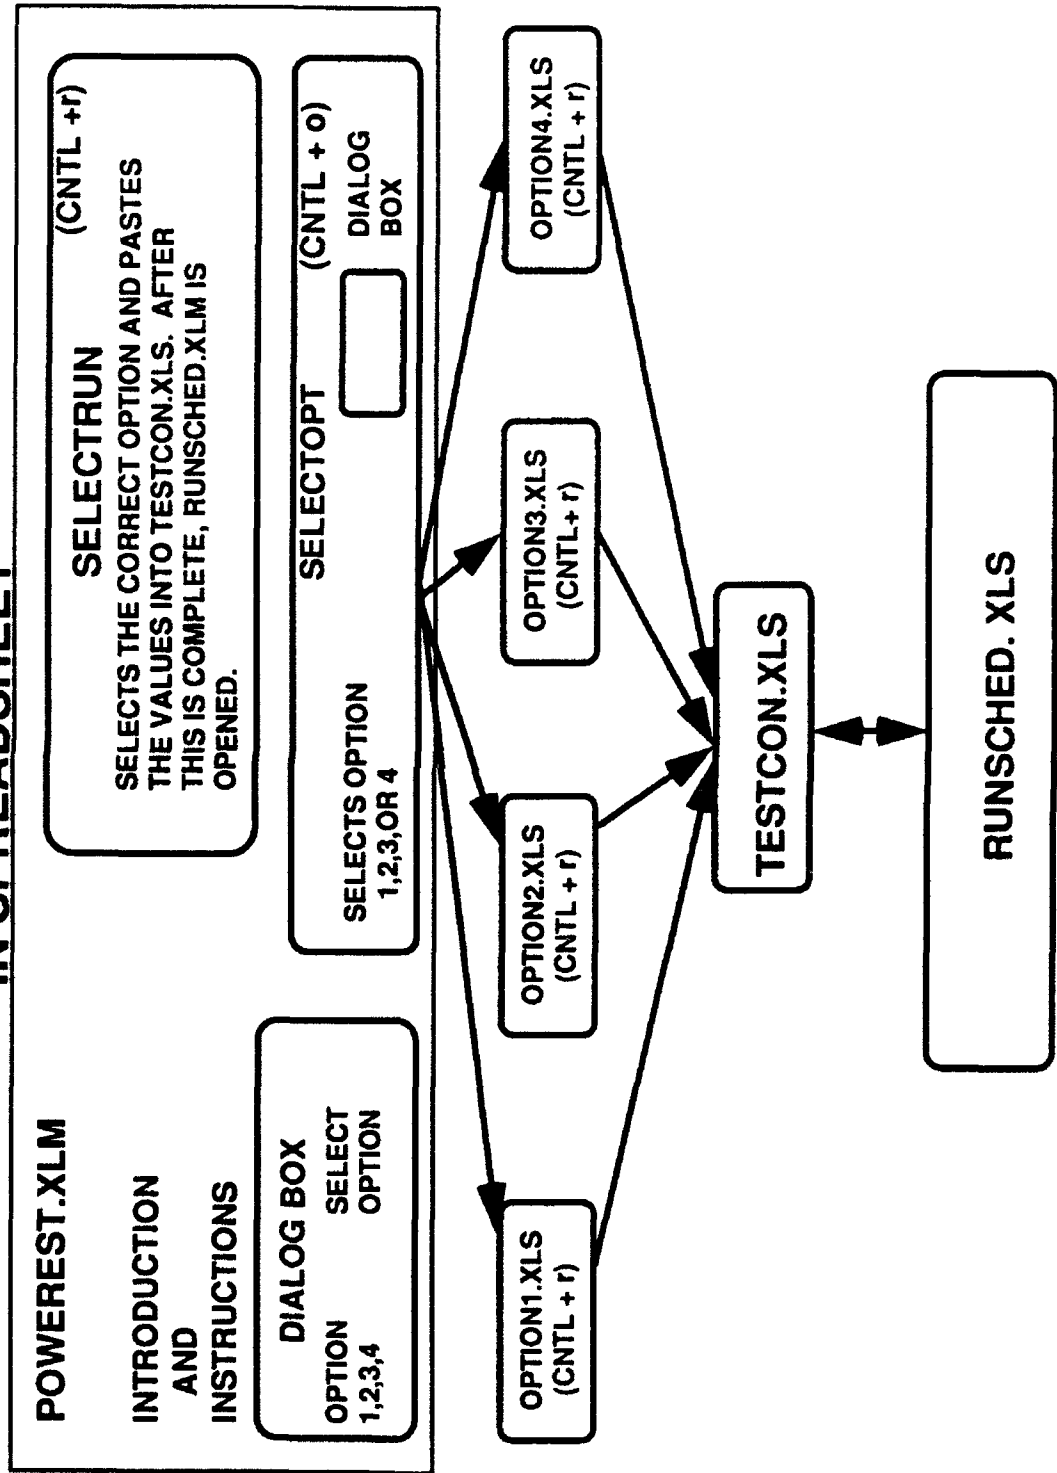 POWEREST.XLM
INTRODUCTION
AND
INSTRUCTIONS
DIALOG BOX
OPTION SELECT
1,2,3,4 OPTION
SELECTRUN (CNTL +r)
SELECTS THE CORRECT OPTION AND PASTES
THE VALUES INTO TESTCON.XLS. AFTER
THIS IS COMPLETE, RUNSCHED.XLM IS
OPENED.
SELECTOPT (CNTL + o)
SELECTS OPTION
1,2,3,OR 4
DIALOG
BOX
OPTION1.XLS
(CNTL + r)
OPTION2.XLS
(CNTL + r)
OPTION3.XLS
(CNTL+ r)
OPTION4.XLS
(CNTL + r)
TESTCON.XLS
RUNSCHED. XLS